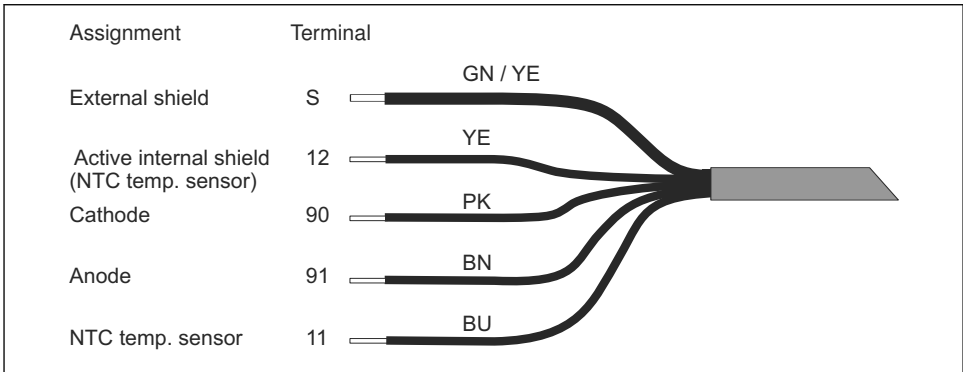 Assignment Terminal
External shield S GN / YE
Active internal shield 12 YE
(NTC temp. sensor)
Cathode 90 PK
Anode 91 BN
NTC temp. sensor 11 BU